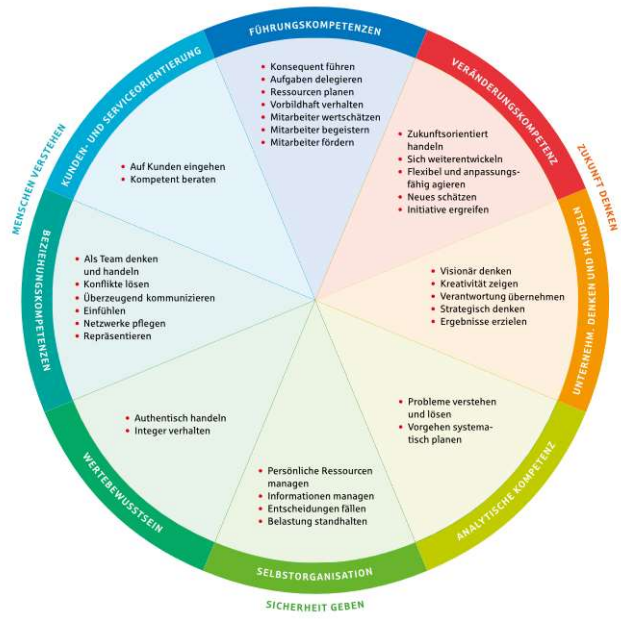 FÜHRUNGSKOMPETENZEN
• Konsequent führen
• Aufgaben delegieren
• Ressourcen planen
• Vorbildhaft verhalten
• Mitarbeiter wertschätzen
• Mitarbeiter begeistern
• Mitarbeiter fördern
VERÄNDERUNGSKOMPETENZ
• Zukunftsorientiert
handeln
• Sich weiterentwickeln
• Flexibel und anpassungs-
fähig agieren
• Neues schätzen
• Initiative ergreifen
ZUKUNFT DENKEN
UNTERNEHM. DENKEN UND HANDELN
• Visionär denken
• Kreativität zeigen
• Verantwortung übernehmen
• Strategisch denken
• Ergebnisse erzielen
ANALYTISCHE KOMPETENZ
• Probleme verstehen
und lösen
• Vorgehen systema-
tisch planen
SELBSTORGANISATION
• Persönliche Ressourcen
managen
• Informationen managen
• Entscheidungen fällen
• Belastung standhalten
SICHERHEIT GEBEN
WERTEBEWUSSTSEIN
• Authentisch handeln
• Integer verhalten
BEZIEHUNGSKOMPETENZEN
• Als Team denken
und handeln
• Konflikte lösen
• Überzeugend kommunizieren
• Einfühlen
• Netzwerke pflegen
• Repräsentieren
MENSCHEN VERSTEHEN
KUNDEN- UND SERVICEORIENTIERUNG
• Auf Kunden eingehen
• Kompetent beraten